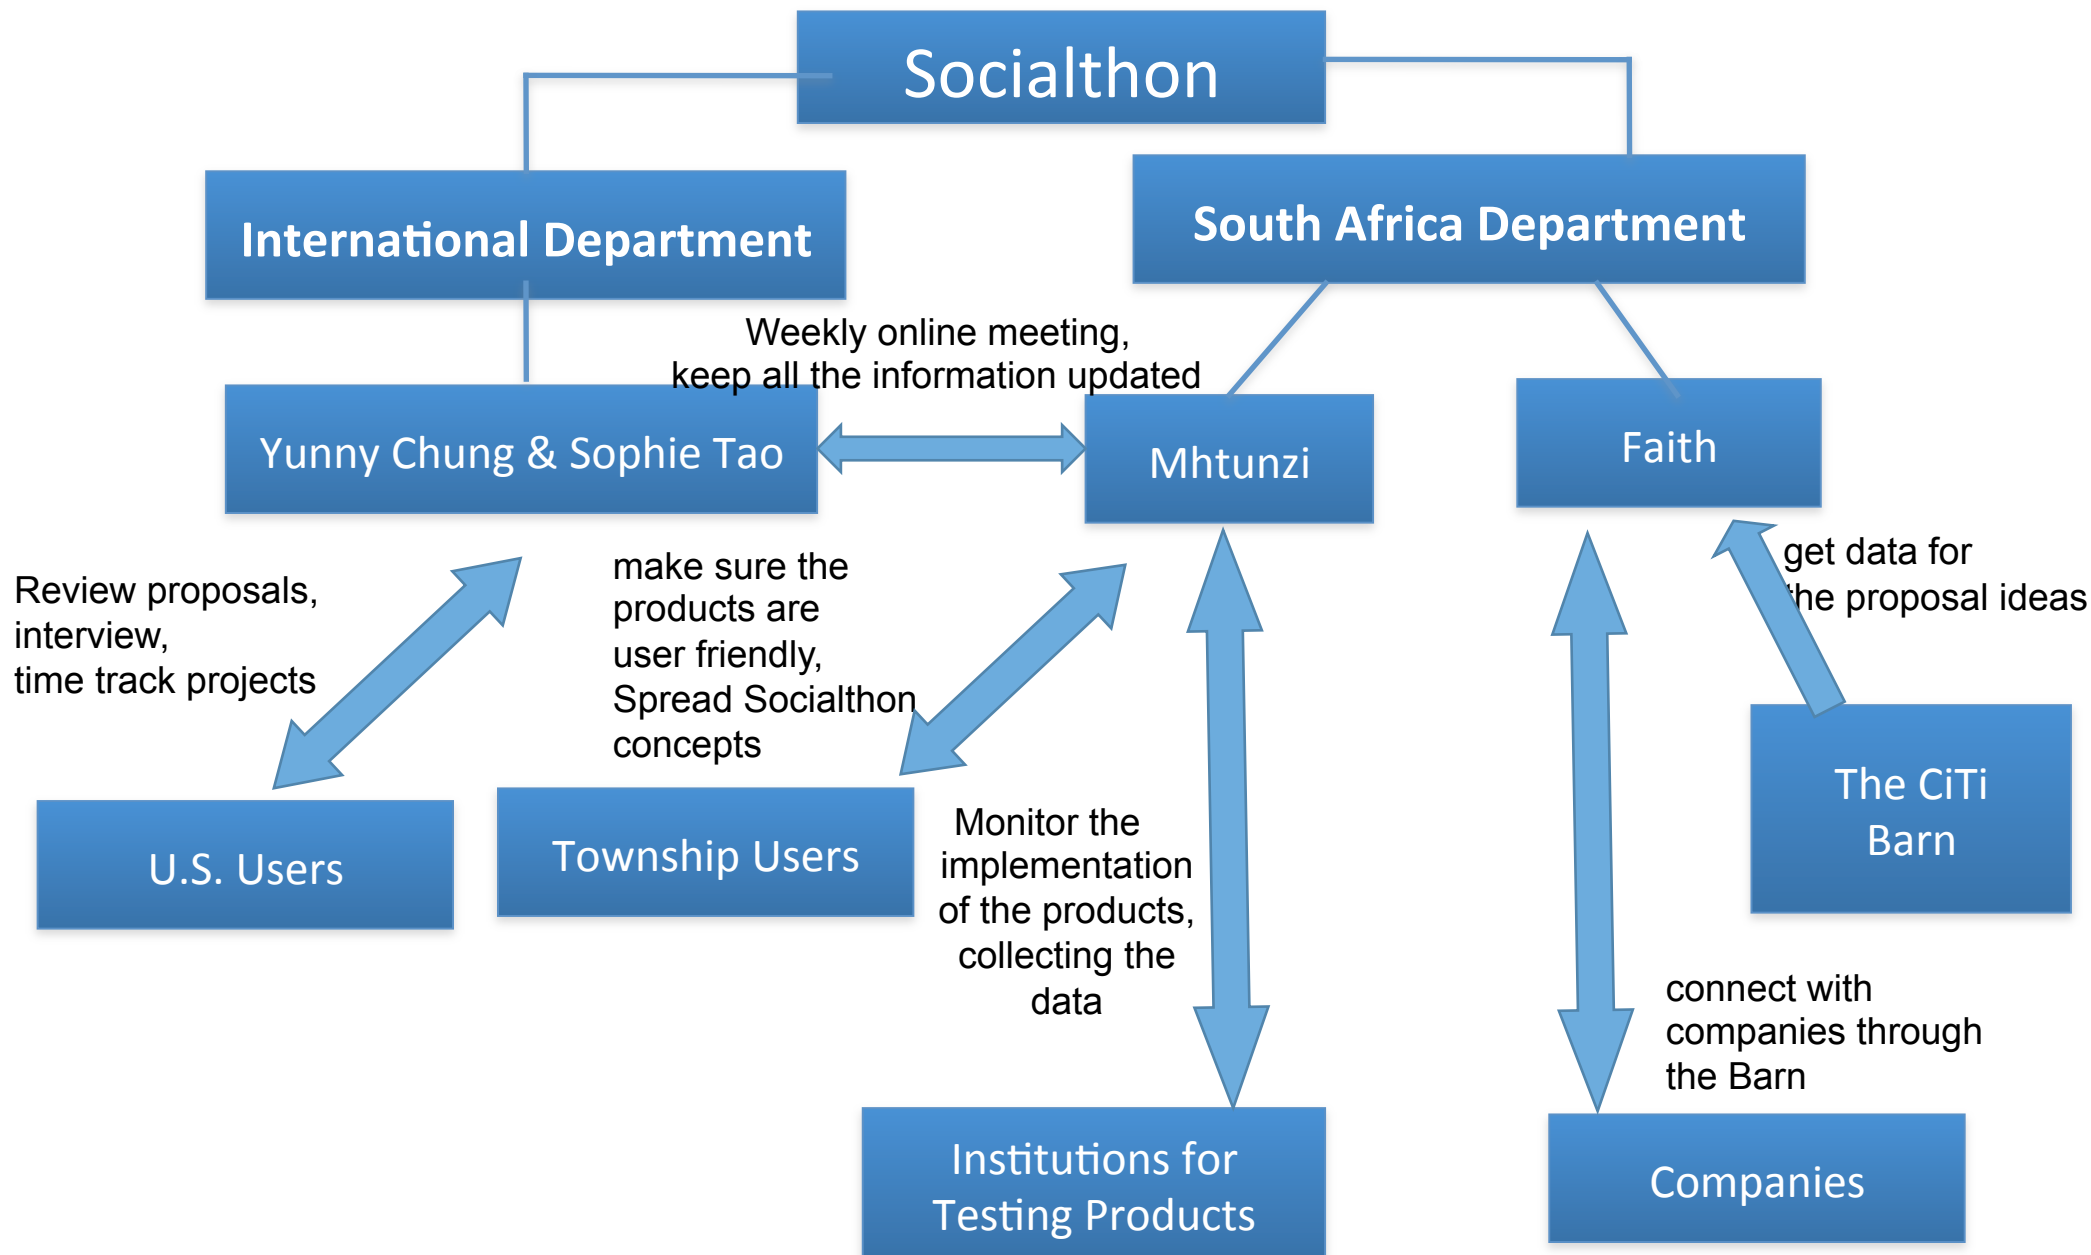 Socialthon
International Department
South Africa Department
Weekly online meeting,
keep all the information updated
Yunny Chung & Sophie Tao
Mhtunzi
Faith
Review proposals,
interview,
time track projects
make sure the
products are
user friendly,
Spread Socialthon
concepts
get data for
the proposal ideas
U.S. Users
Township Users
The CiTi
Barn
Monitor the
implementation
of the products,
collecting the
data
connect with
companies through
the Barn
Institutions for
Testing Products
Companies